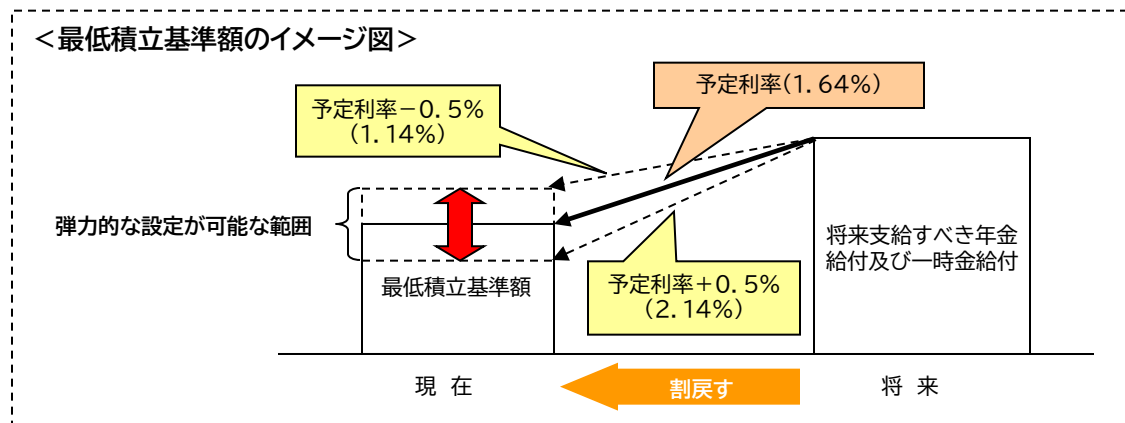 ＜最低積立基準額のイメージ図＞
予定利率－0．5％
（1．14％）
予定利率（1．64％）
弾力的な設定が可能な範囲
最低積立基準額
予定利率＋0．5％
（2．14％）
将来支給すべき年金
給付及び一時金給付
現 在
割戻す
将 来